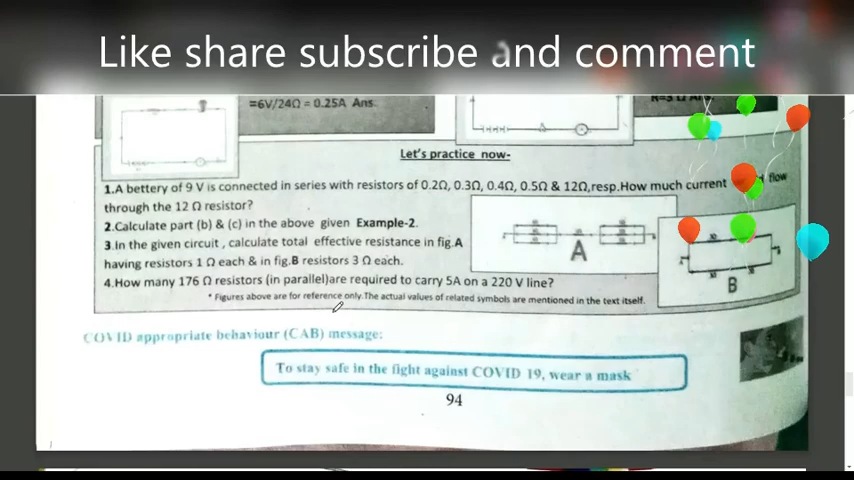 Like share subscribe and comment
=6V/24Ω = 0.25A Ans.
Let's practice now-
1.A bettery of 9 V is connected in series with resistors of 0.2Ω, 0.3Ω, 0.4Ω, 0.5Ω & 12Ω,resp.How much current flow
through the 12 Ω resistor?
2.Calculate part (b) & (c) in the above given Example-2.
3.In the given circuit , calculate total effective resistance in fig.A
having resistors 1 Ω each & in fig.B resistors 3 Ω each.
A
B
4.How many 176 Ω resistors (in parallel)are required to carry 5A on a 220 V line?
* Figures above are for reference only.The actual values of related symbols are mentioned in the text itself.
COVID appropriate behaviour (CAB) message:
To stay safe in the fight against COVID 19, wear a mask
94